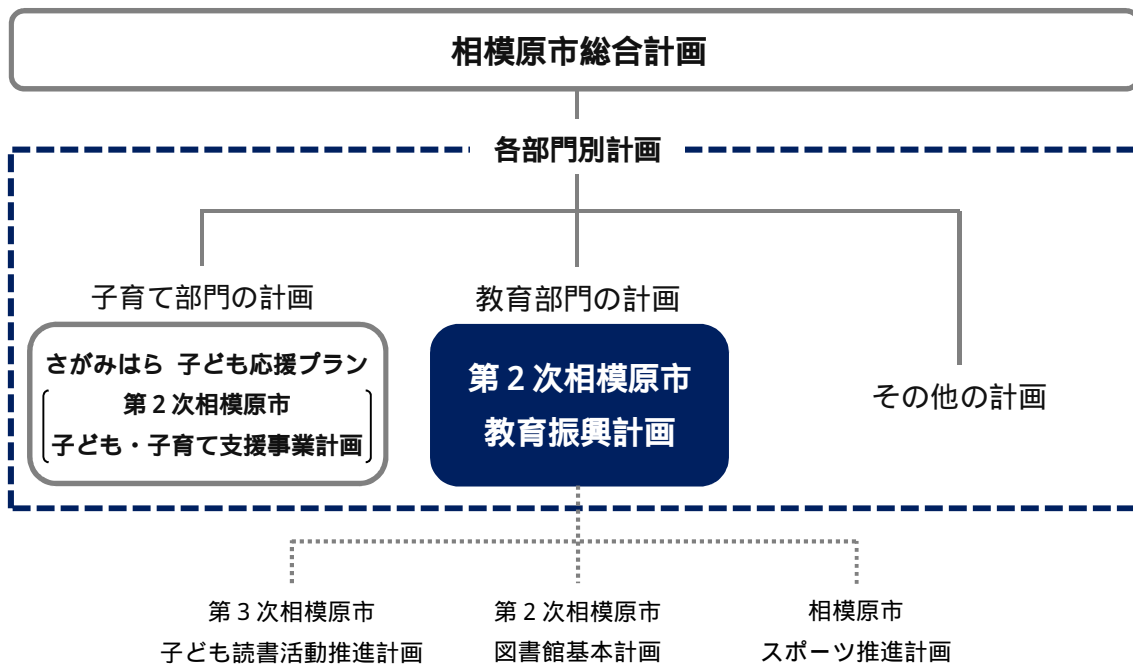 相模原市総合計画
各部門別計画
子育て部門の計画
さがみはら 子ども応援プラン
第2次相模原市
子ども・子育て支援事業計画
教育部門の計画
第2次相模原市
教育振興計画
その他の計画
第3次相模原市
子ども読書活動推進計画
第2次相模原市
図書館基本計画
相模原市
スポーツ推進計画